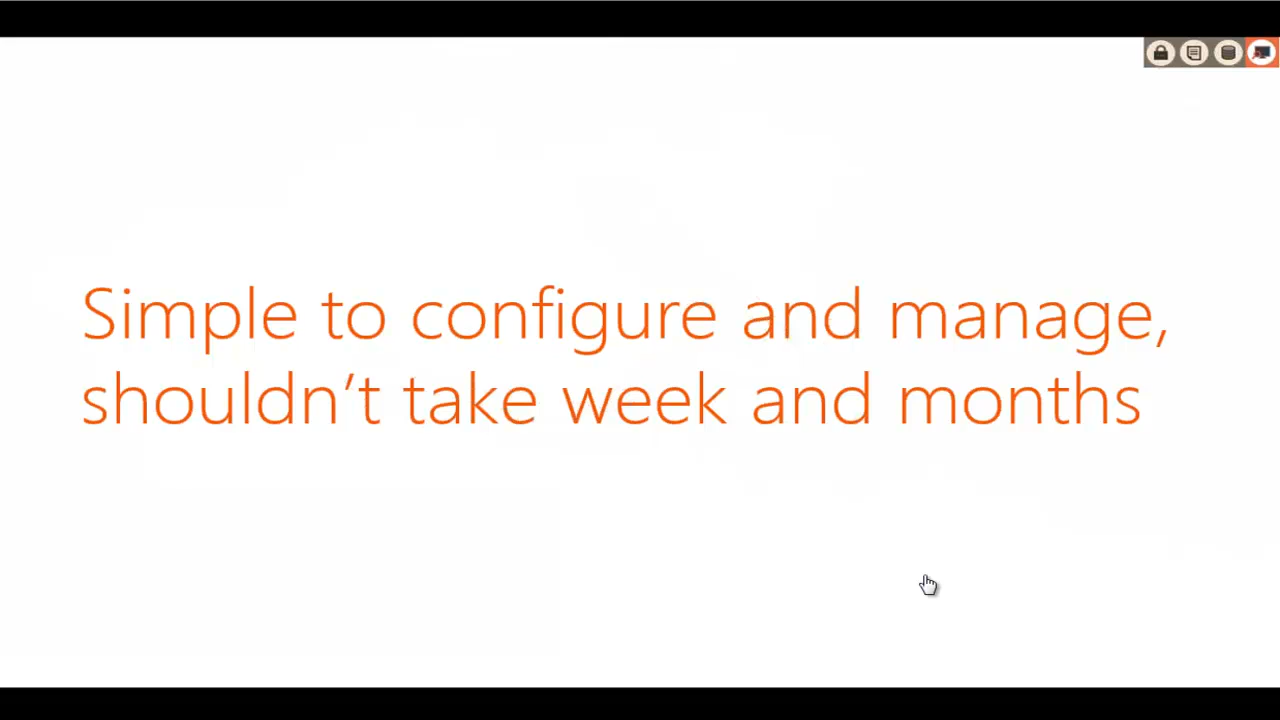 Simple to configure and manage,
shouldn’t take week and months